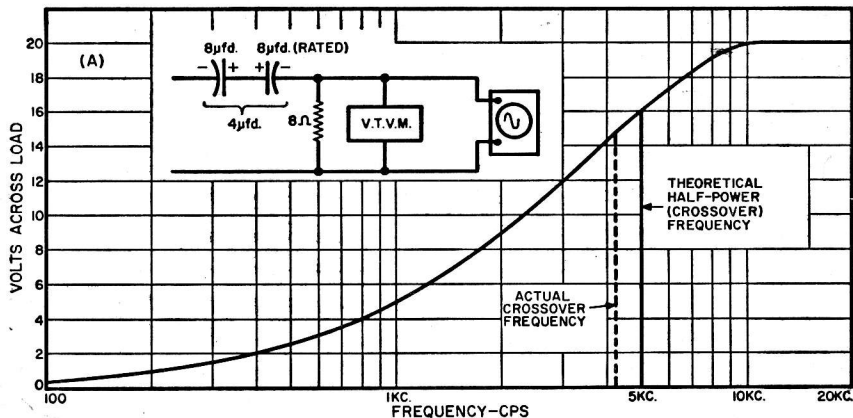 (A)
8µfd.
8µfd. (RATED)
− +
+ −
4µfd.
8Ω
V.T.V.M.
VOLTS ACROSS LOAD
20
18
16
14
12
10
8
6
4
2
0
THEORETICAL
HALF-POWER
(CROSSOVER)
FREQUENCY
ACTUAL
CROSSOVER
FREQUENCY
100
1KC.
5KC.
10KC.
20KC.
FREQUENCY-CPS